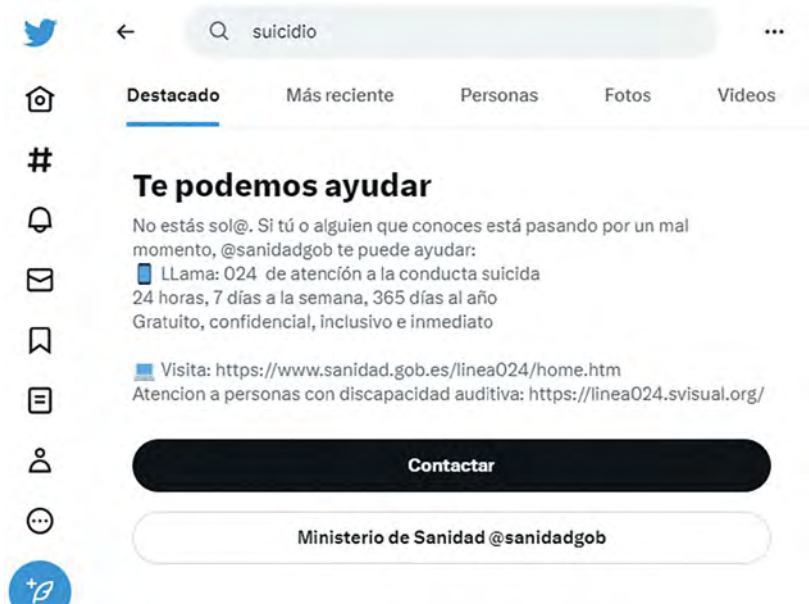 suicidio
Destacado Más reciente Personas Fotos Videos
Te podemos ayudar
No estás sol@. Si tú o alguien que conoces está pasando por un mal
momento, @sanidadgob te puede ayudar:
LLama: 024 de atención a la conducta suicida
24 horas, 7 días a la semana, 365 días al año
Gratuito, confidencial, inclusivo e inmediato
Visita: https://www.sanidad.gob.es/linea024/home.htm
Atencion a personas con discapacidad auditiva: https://linea024.svisual.org/
Contactar
Ministerio de Sanidad @sanidadgob